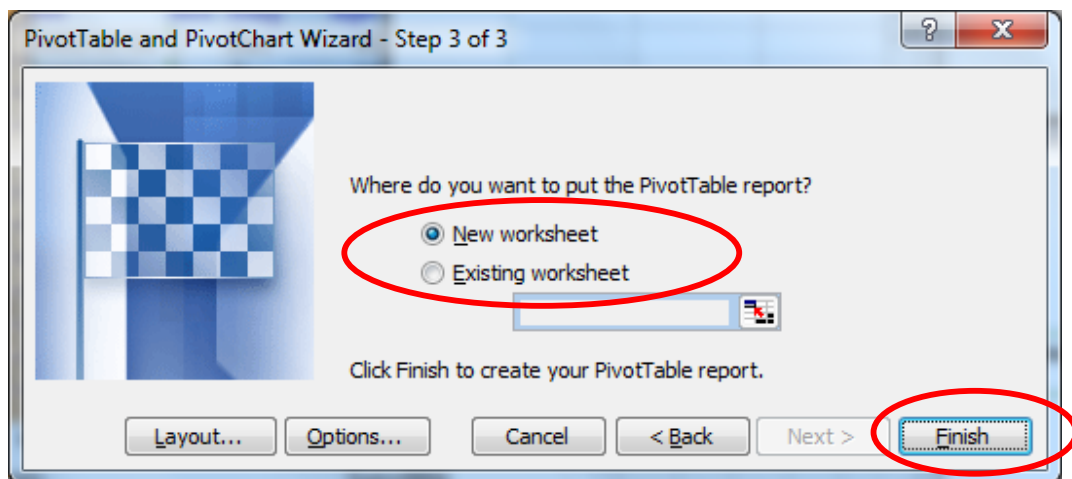 PivotTable and PivotChart Wizard - Step 3 of 3
Where do you want to put the PivotTable report?
New worksheet
Existing worksheet
Click Finish to create your PivotTable report.
Layout... Options... Cancel < Back Next > Finish